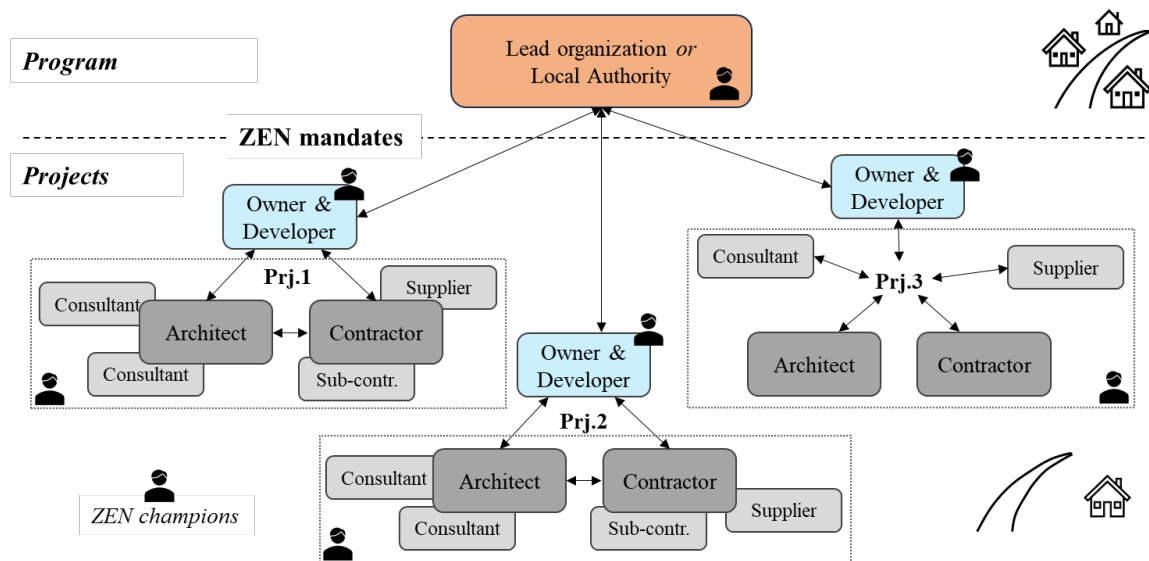 Program
Lead organization or
Local Authority
ZEN mandates
Projects
Owner &
Developer
Owner &
Developer
Prj.1
Consultant
Supplier
Architect
Contractor
Consultant
Sub-contr.
Consultant
Prj.3
Supplier
Architect
Contractor
Owner &
Developer
Prj.2
Consultant
Architect
Contractor
Consultant
Sub-contr.
Supplier
ZEN champions